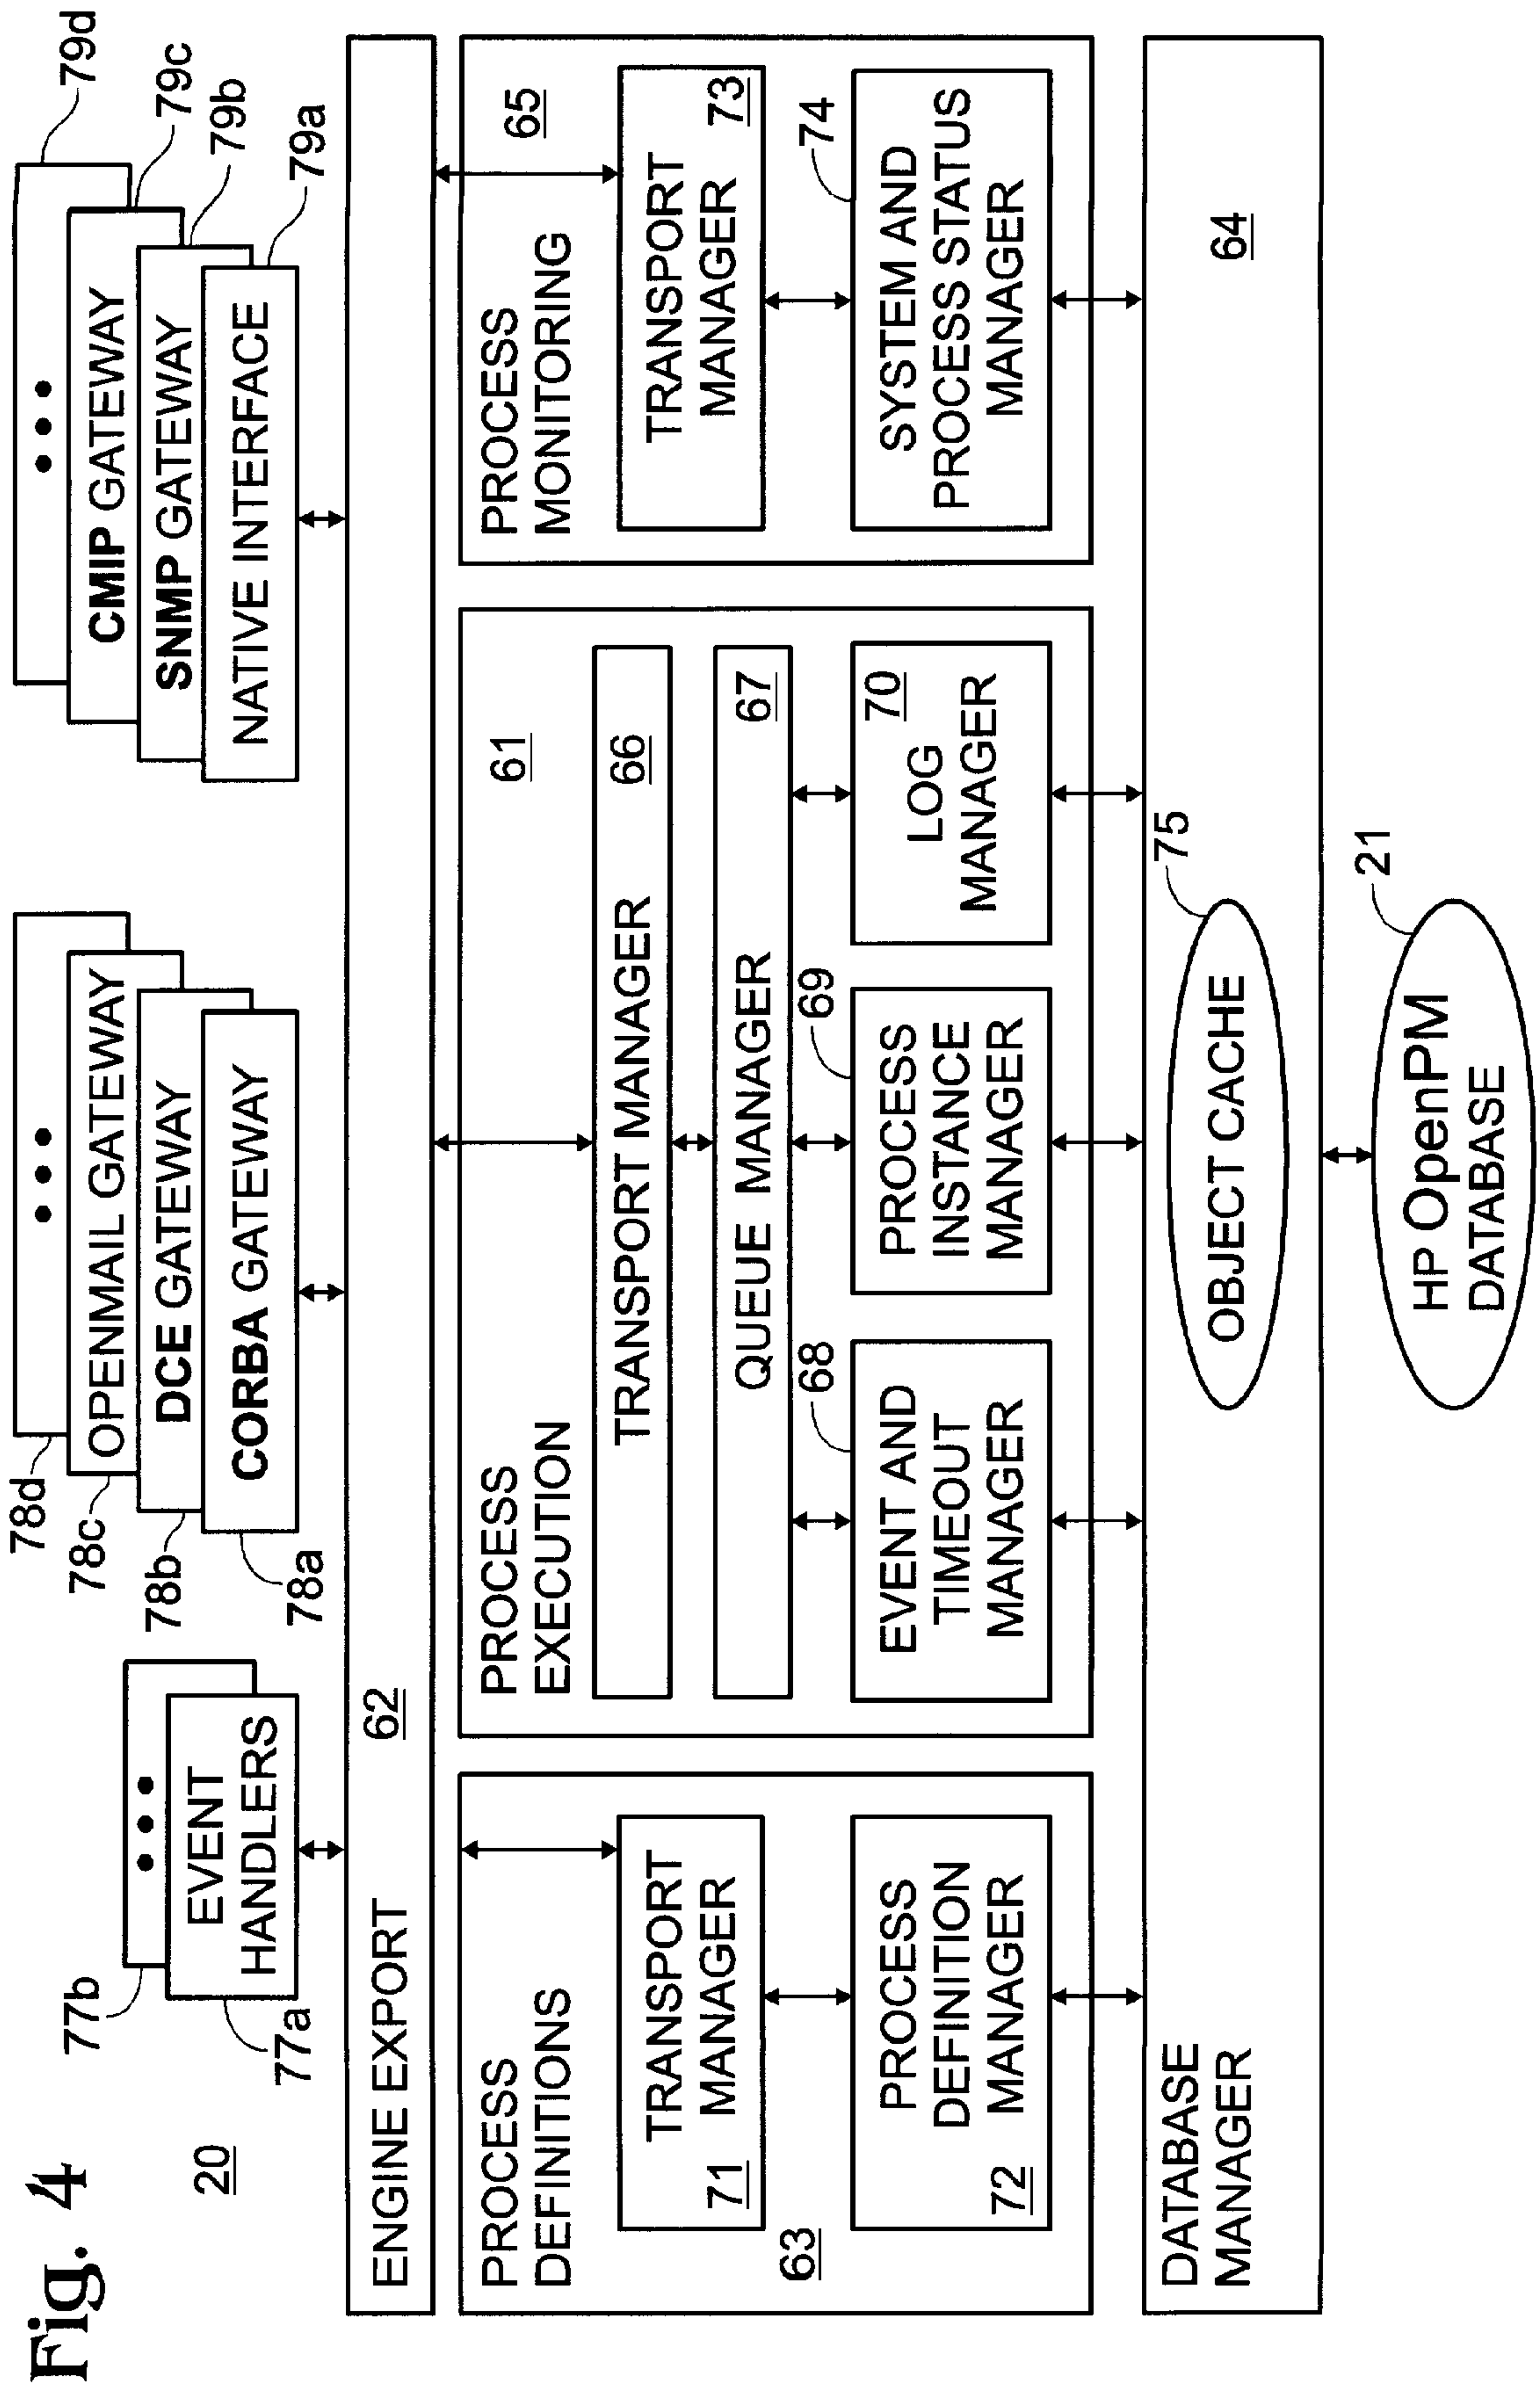 Fig. 4
20
77b
77a
EVENT
HANDLERS
78d
78c
78b
78a
OPENMAIL GATEWAY
DCE GATEWAY
CORBA GATEWAY
CMIP GATEWAY
SNMP GATEWAY
NATIVE INTERFACE
79d
79c
79b
79a
ENGINE EXPORT
62
PROCESS
DEFINITIONS
TRANSPORT
MANAGER
71
63
PROCESS
DEFINITION
MANAGER
72
PROCESS
EXECUTION
61
TRANSPORT MANAGER
66
QUEUE MANAGER
67
68
EVENT AND
TIMEOUT
MANAGER
69
PROCESS
INSTANCE
MANAGER
70
LOG
MANAGER
PROCESS
MONITORING
65
TRANSPORT
MANAGER
73
74
SYSTEM AND
PROCESS STATUS
MANAGER
DATABASE
MANAGER
64
OBJECT CACHE
75
HP OpenPM
DATABASE
21